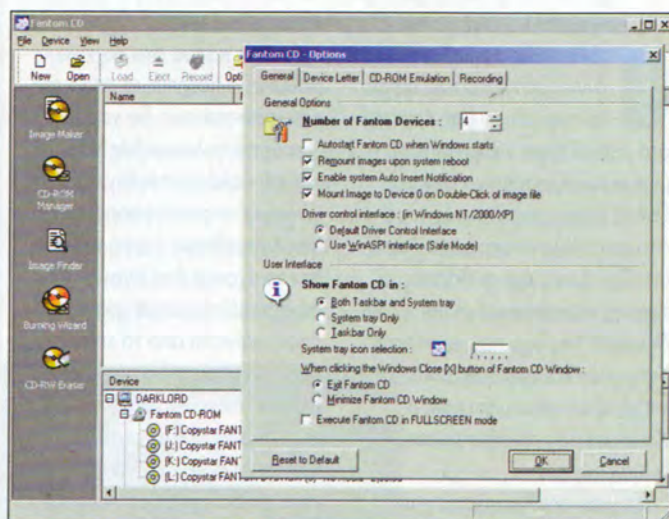 Fantom CD
File Device View Help
New Open Load Eject Record Opti
Name
Image Maker
CD-ROM
Manager
Image Finder
Burning Wizard
CD-RW Eraser
Device
DARKLORD
Fantom CD-ROM
(F:) Copystar FANT
(J:) Copystar FANT
(K:) Copystar FANT
(L:) Copystar
Fantom CD - Options
General Device Letter CD-ROM Emulation Recording
General Options
Number of Fantom Devices : 4
Autostart Fantom CD when Windows starts
Remount images upon system reboot
Enable system Auto Insert Notification
Mount Image to Device 0 on Double-Click of image file
Driver control interface : (in Windows NT/2000/XP)
Default Driver Control Interface
Use WinASPI interface (Safe Mode)
User Interface
Show Fantom CD in :
Both Taskbar and System tray
System tray Only
Taskbar Only
System tray icon selection :
When clicking the Windows Close [X] button of Fantom CD Window :
Exit Fantom CD
Minimize Fantom CD Window
Execute Fantom CD in FULLSCREEN mode
Reset to Default OK Cancel